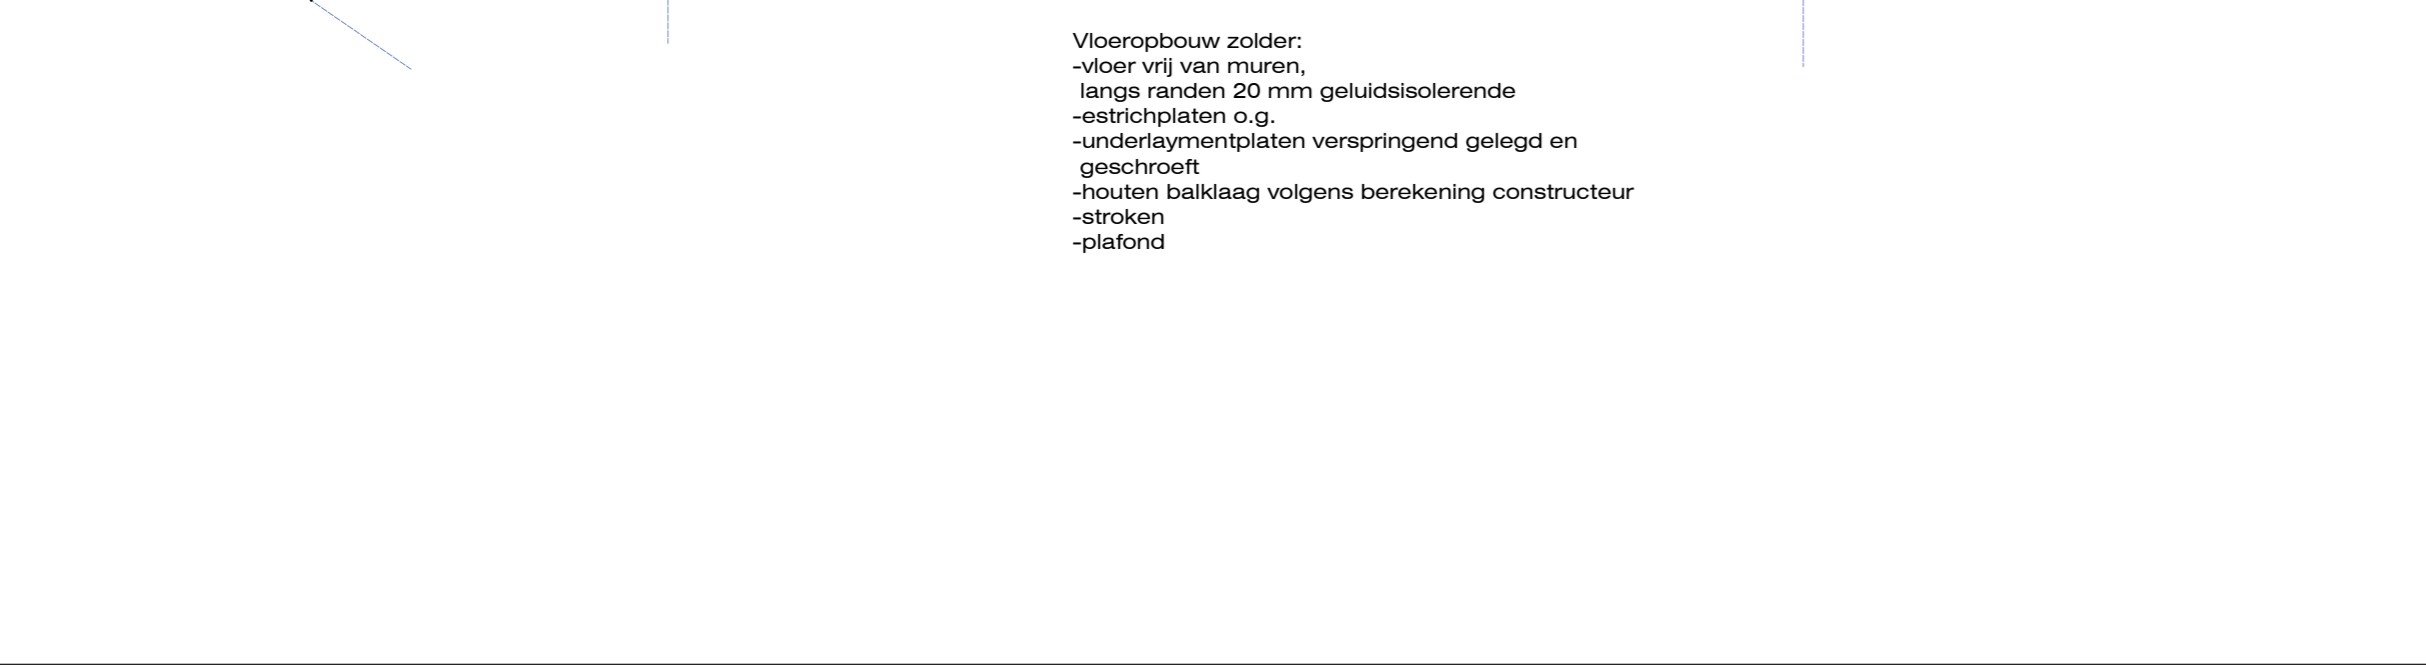 Vloeropbouw zolder:
-vloer vrij van muren,
langs randen 20 mm geluidsisolerende
-estrichplaten o.g.
-underlaymentplaten verspringend gelegd en
geschroeft
-houten balklaag volgens berekening constructeur
-stroken
-plafond